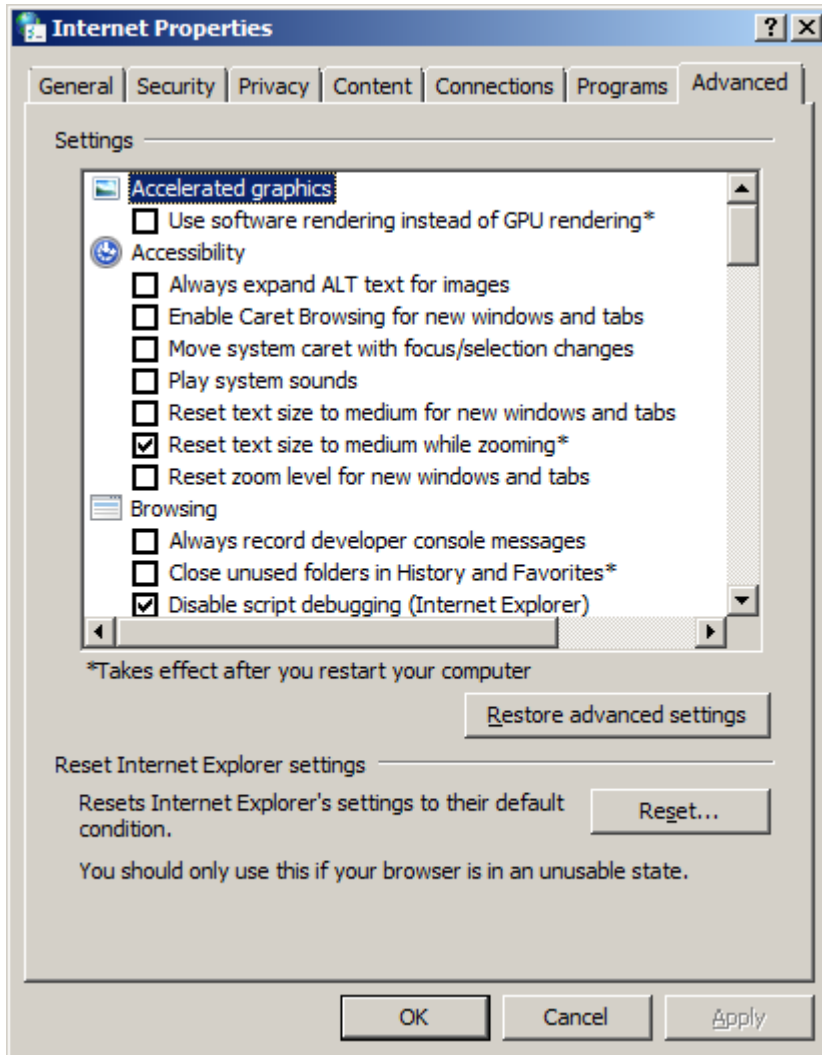 Internet Properties
General Security Privacy Content Connections Programs Advanced
Settings
Accelerated graphics
Use software rendering instead of GPU rendering*
Accessibility
Always expand ALT text for images
Enable Caret Browsing for new windows and tabs
Move system caret with focus/selection changes
Play system sounds
Reset text size to medium for new windows and tabs
Reset text size to medium while zooming*
Reset zoom level for new windows and tabs
Browsing
Always record developer console messages
Close unused folders in History and Favorites*
Disable script debugging (Internet Explorer)
*Takes effect after you restart your computer
Restore advanced settings
Reset Internet Explorer settings
Resets Internet Explorer's settings to their default
condition.
Reset...
You should only use this if your browser is in an unusable state.
OK Cancel Apply